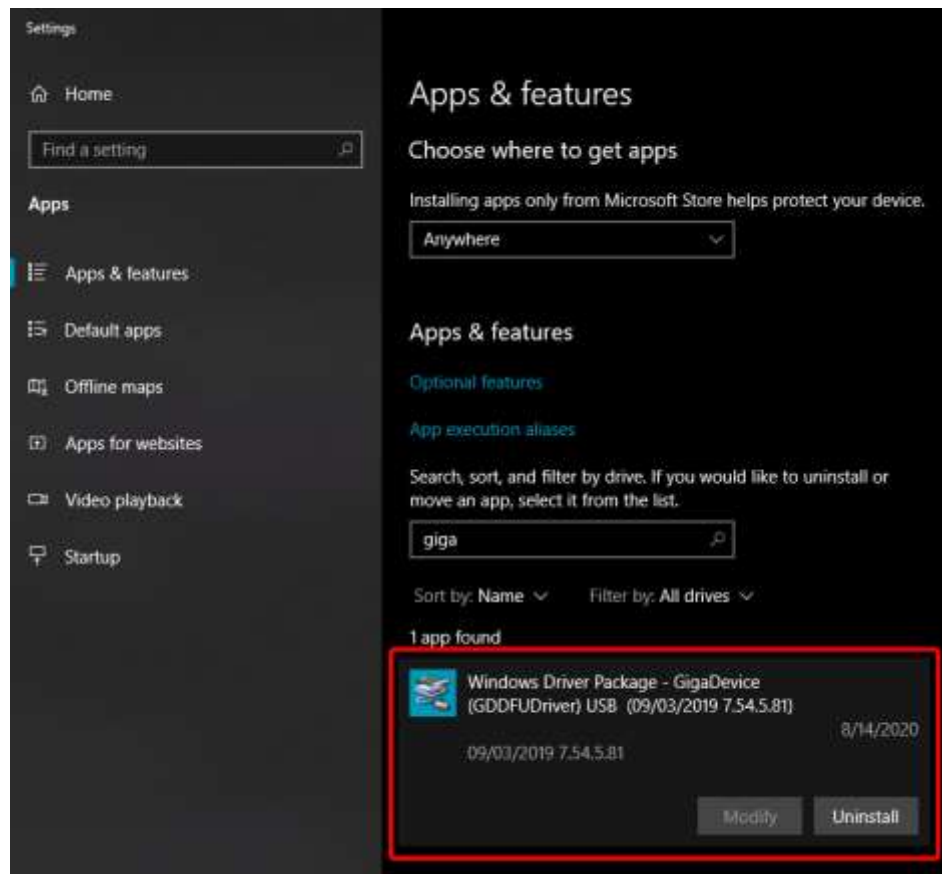 Settings
Home
Find a setting
Apps
Apps & features
Default apps
Offline maps
Apps for websites
Video playback
Startup
Apps & features
Choose where to get apps
Installing apps only from Microsoft Store helps protect your device.
Anywhere
Apps & features
Optional features
App execution aliases
Search, sort, and filter by drive. If you would like to uninstall or
move an app, select it from the list.
giga
Sort by: Name Filter by: All drives
1 app found
Windows Driver Package - GigaDevice
(GDDFUDriver) USB (09/03/2019 7.54.5.81)
8/14/2020
09/03/2019 7.54.5.81
Modify Uninstall